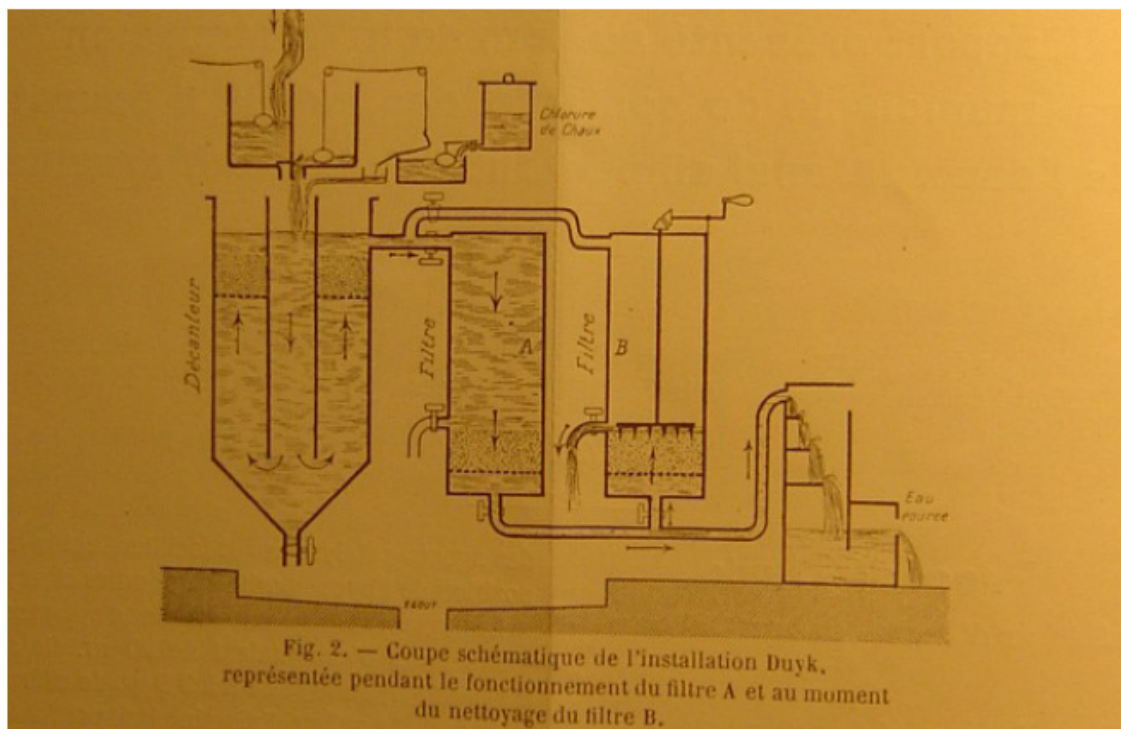 Chlorure
de Chaux
Décanteur
Filtre
A
Filtre
B
Eau
épurée
EGOUT
Fig. 2. — Coupe schématique de l'installation Duyk,
représentée pendant le fonctionnement du filtre A et au moment
du nettoyage du filtre B.